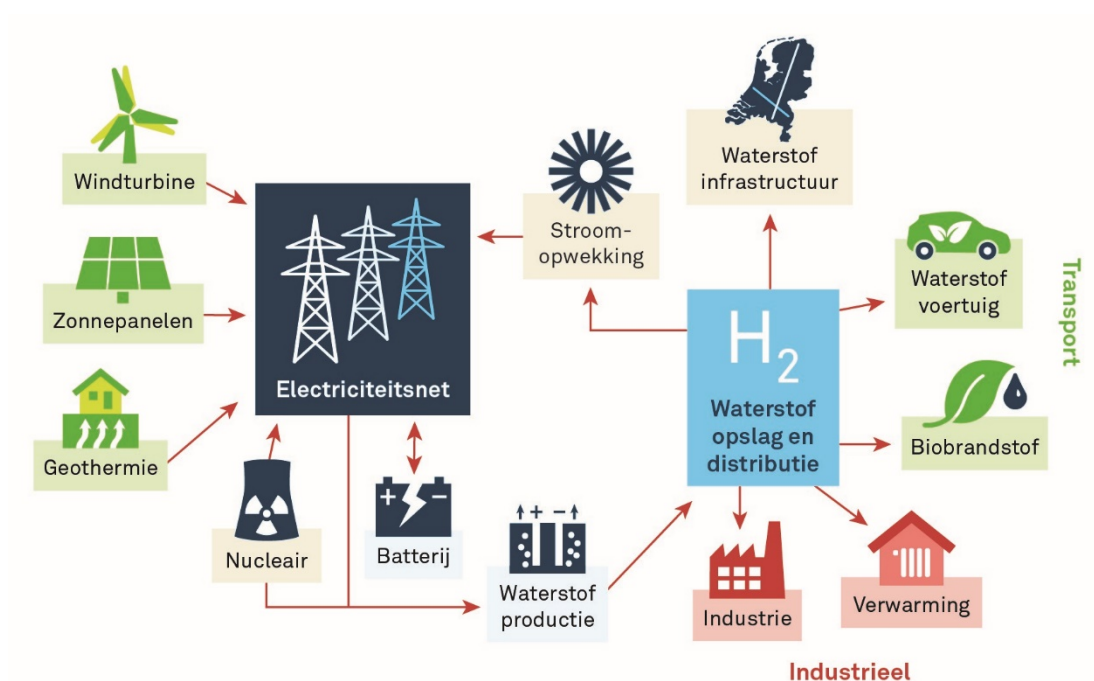 Windturbine
Zonnepanelen
Geothermie
Electriciteitsnet
Nucleair
+ −
Batterij
Stroom-
opwekking
+ −
Waterstof
productie
Waterstof
infrastructuur
H₂
Waterstof
opslag en
distributie
Waterstof
voertuig
Biobrandstof
Transport
Industrie
Verwarming
Industrieel